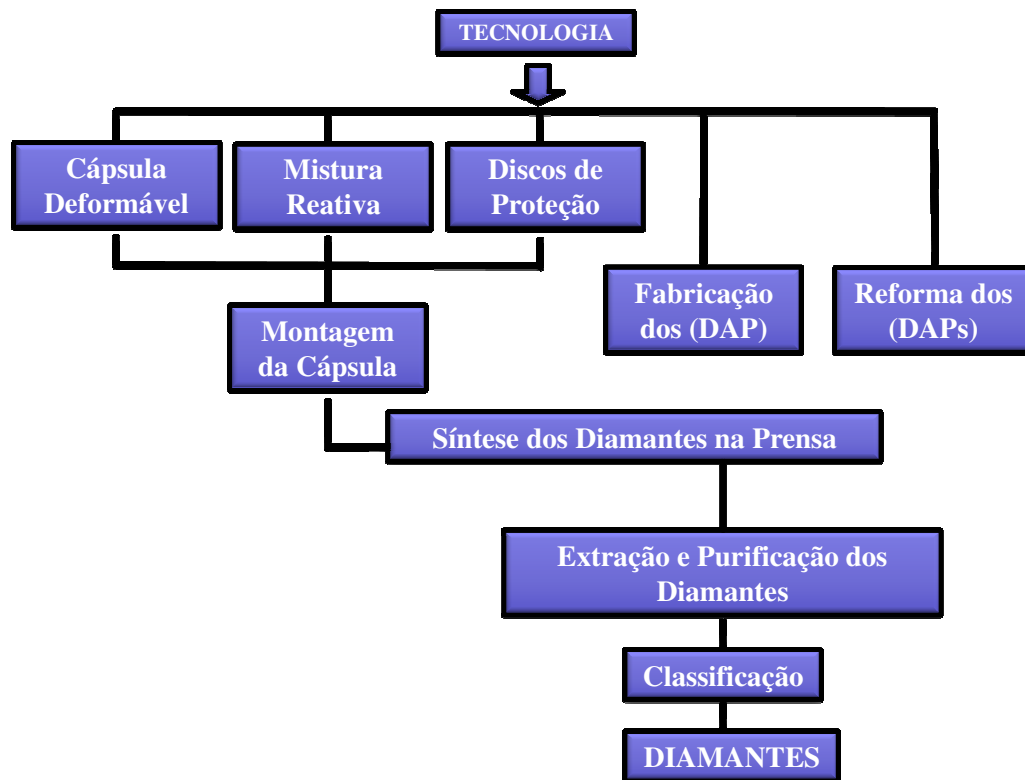 TECNOLOGIA
Cápsula
Deformável
Mistura
Reativa
Discos de
Proteção
Fabricação
dos (DAP)
Reforma dos
(DAPs)
Montagem
da Cápsula
Síntese dos Diamantes na Prensa
Extração e Purificação dos
Diamantes
Classificação
DIAMANTES